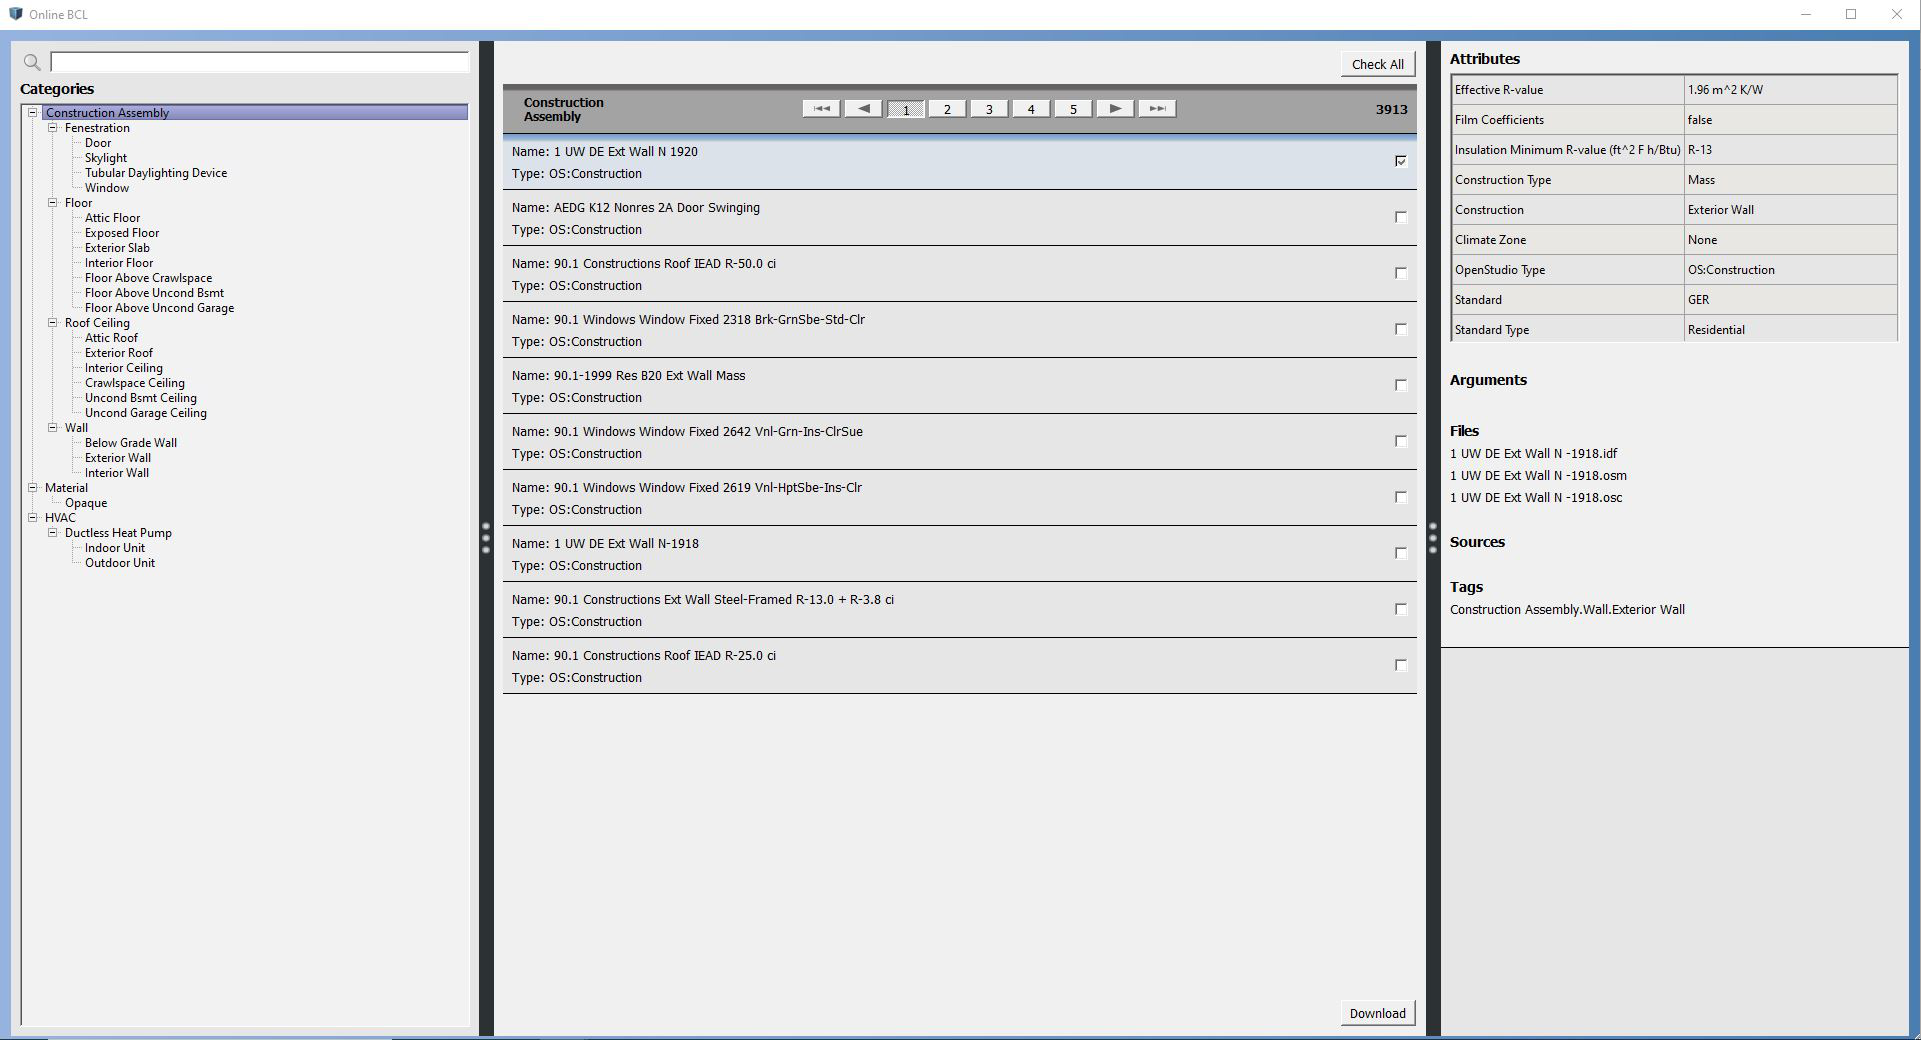 Online BCL
Categories
Construction Assembly
Fenestration
Door
Skylight
Tubular Daylighting Device
Window
Floor
Attic Floor
Exposed Floor
Exterior Slab
Interior Floor
Floor Above Crawlspace
Floor Above Uncond Bsmt
Floor Above Uncond Garage
Roof Ceiling
Attic Roof
Exterior Roof
Interior Ceiling
Crawlspace Ceiling
Uncond Bsmt Ceiling
Uncond Garage Ceiling
Wall
Below Grade Wall
Exterior Wall
Interior Wall
Material
Opaque
HVAC
Ductless Heat Pump
Indoor Unit
Outdoor Unit
Check All
Construction
Assembly
1 2 3 4 5
3913
Name: 1 UW DE Ext Wall N 1920
Type: OS:Construction
Name: AEDG K12 Nonres 2A Door Swinging
Type: OS:Construction
Name: 90.1 Constructions Roof IEAD R-50.0 ci
Type: OS:Construction
Name: 90.1 Windows Window Fixed 2318 Brk-GrnSbe-Std-Clr
Type: OS:Construction
Name: 90.1-1999 Res B20 Ext Wall Mass
Type: OS:Construction
Name: 90.1 Windows Window Fixed 2642 Vnl-Grn-Ins-ClrSue
Type: OS:Construction
Name: 90.1 Windows Window Fixed 2619 Vnl-HptSbe-Ins-Clr
Type: OS:Construction
Name: 1 UW DE Ext Wall N-1918
Type: OS:Construction
Name: 90.1 Constructions Ext Wall Steel-Framed R-13.0 + R-3.8 ci
Type: OS:Construction
Name: 90.1 Constructions Roof IEAD R-25.0 ci
Type: OS:Construction
Download
Attributes
Effective R-value 1.96 m^2 K/W
Film Coefficients false
Insulation Minimum R-value (ft^2 F h/Btu) R-13
Construction Type Mass
Construction Exterior Wall
Climate Zone None
OpenStudio Type OS:Construction
Standard GER
Standard Type Residential
Arguments
Files
1 UW DE Ext Wall N -1918.idf
1 UW DE Ext Wall N -1918.osm
1 UW DE Ext Wall N -1918.osc
Sources
Tags
Construction Assembly.Wall.Exterior Wall